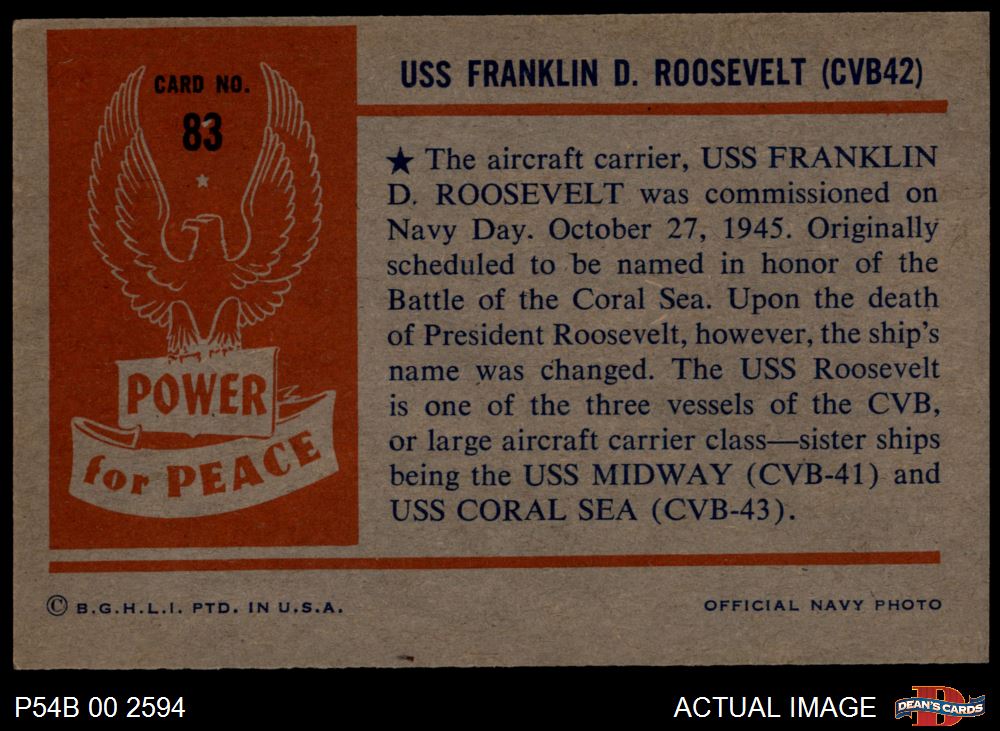 CARD NO.
83
POWER
for PEACE
USS FRANKLIN D. ROOSEVELT (CVB42)
★ The aircraft carrier, USS FRANKLIN
D. ROOSEVELT was commissioned on
Navy Day. October 27, 1945. Originally
scheduled to be named in honor of the
Battle of the Coral Sea. Upon the death
of President Roosevelt, however, the ship's
name was changed. The USS Roosevelt
is one of the three vessels of the CVB,
or large aircraft carrier class—sister ships
being the USS MIDWAY (CVB-41) and
USS CORAL SEA (CVB-43).
© B.G.H.L.I. PTD. IN U.S.A.
OFFICIAL NAVY PHOTO
P54B 00 2594
ACTUAL IMAGE
D
DEAN'S CARDS